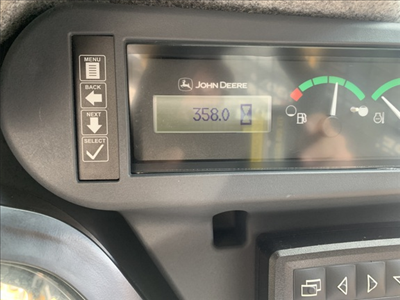 MENU
BACK
NEXT
SELECT
JOHN DEERE
358.0